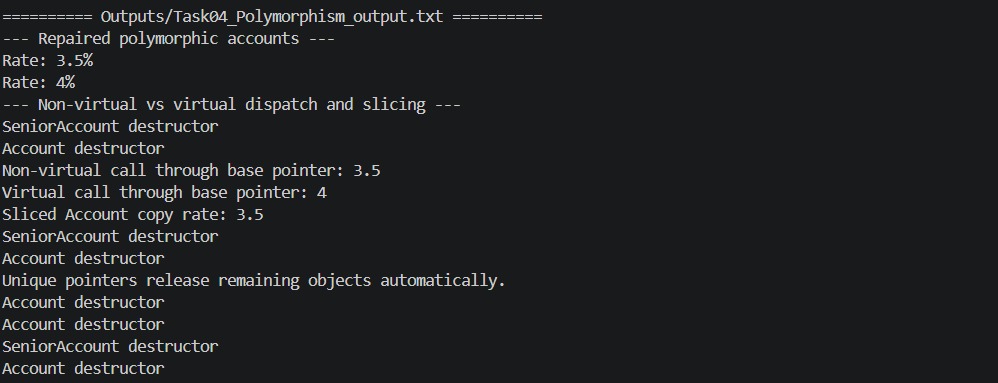 ========== Outputs/Task04_Polymorphism_output.txt ==========
--- Repaired polymorphic accounts ---
Rate: 3.5%
Rate: 4%
--- Non-virtual vs virtual dispatch and slicing ---
SeniorAccount destructor
Account destructor
Non-virtual call through base pointer: 3.5
Virtual call through base pointer: 4
Sliced Account copy rate: 3.5
SeniorAccount destructor
Account destructor
Unique pointers release remaining objects automatically.
Account destructor
Account destructor
SeniorAccount destructor
Account destructor